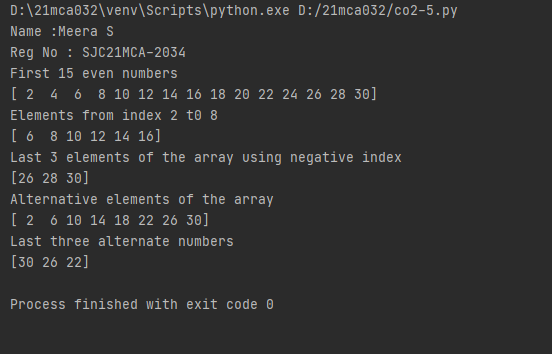 D:\21mca032\venv\Scripts\python.exe D:/21mca032/co2-5.py
Name :Meera S
Reg No : SJC21MCA-2034
First 15 even numbers
[ 2  4  6  8 10 12 14 16 18 20 22 24 26 28 30]
Elements from index 2 t0 8
[ 6  8 10 12 14 16]
Last 3 elements of the array using negative index
[26 28 30]
Alternative elements of the array
[ 2  6 10 14 18 22 26 30]
Last three alternate numbers
[30 26 22]
Process finished with exit code 0